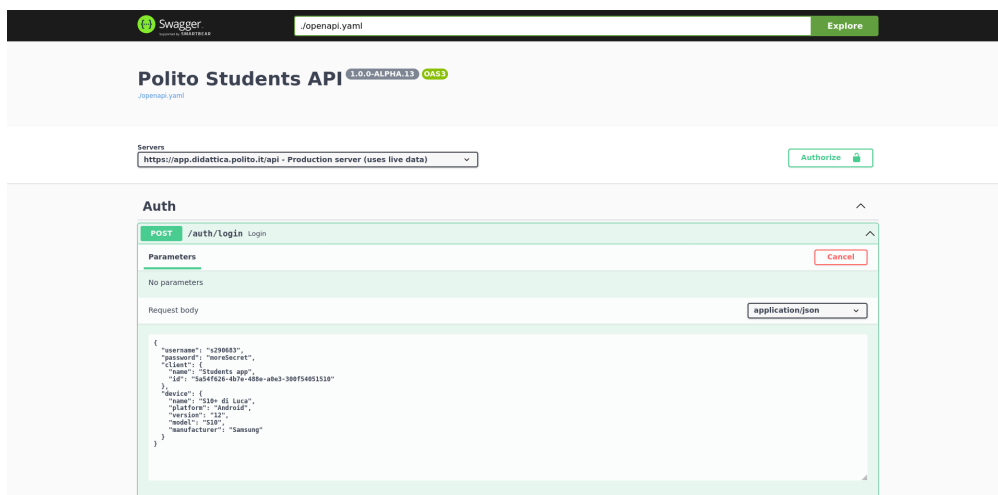 Swagger.
Supported by SMARTBEAR
./openapi.yaml
Explore
Polito Students API 1.0.0-ALPHA.13 OAS3
./openapi.yaml
Servers
https://app.didattica.polito.it/api - Production server (uses live data)
Authorize
Auth
POST /auth/login Login
Parameters
Cancel
No parameters
Request body
application/json
{
"username": "s290683",
"password": "moreSecret",
"client": {
"name": "Students app",
"id": "5a54f626-4b7e-488e-a0e3-300f54051510"
},
"device": {
"name": "S10+ di Luca",
"platform": "Android",
"version": "12",
"model": "S10",
"manufacturer": "Samsung"
}
}